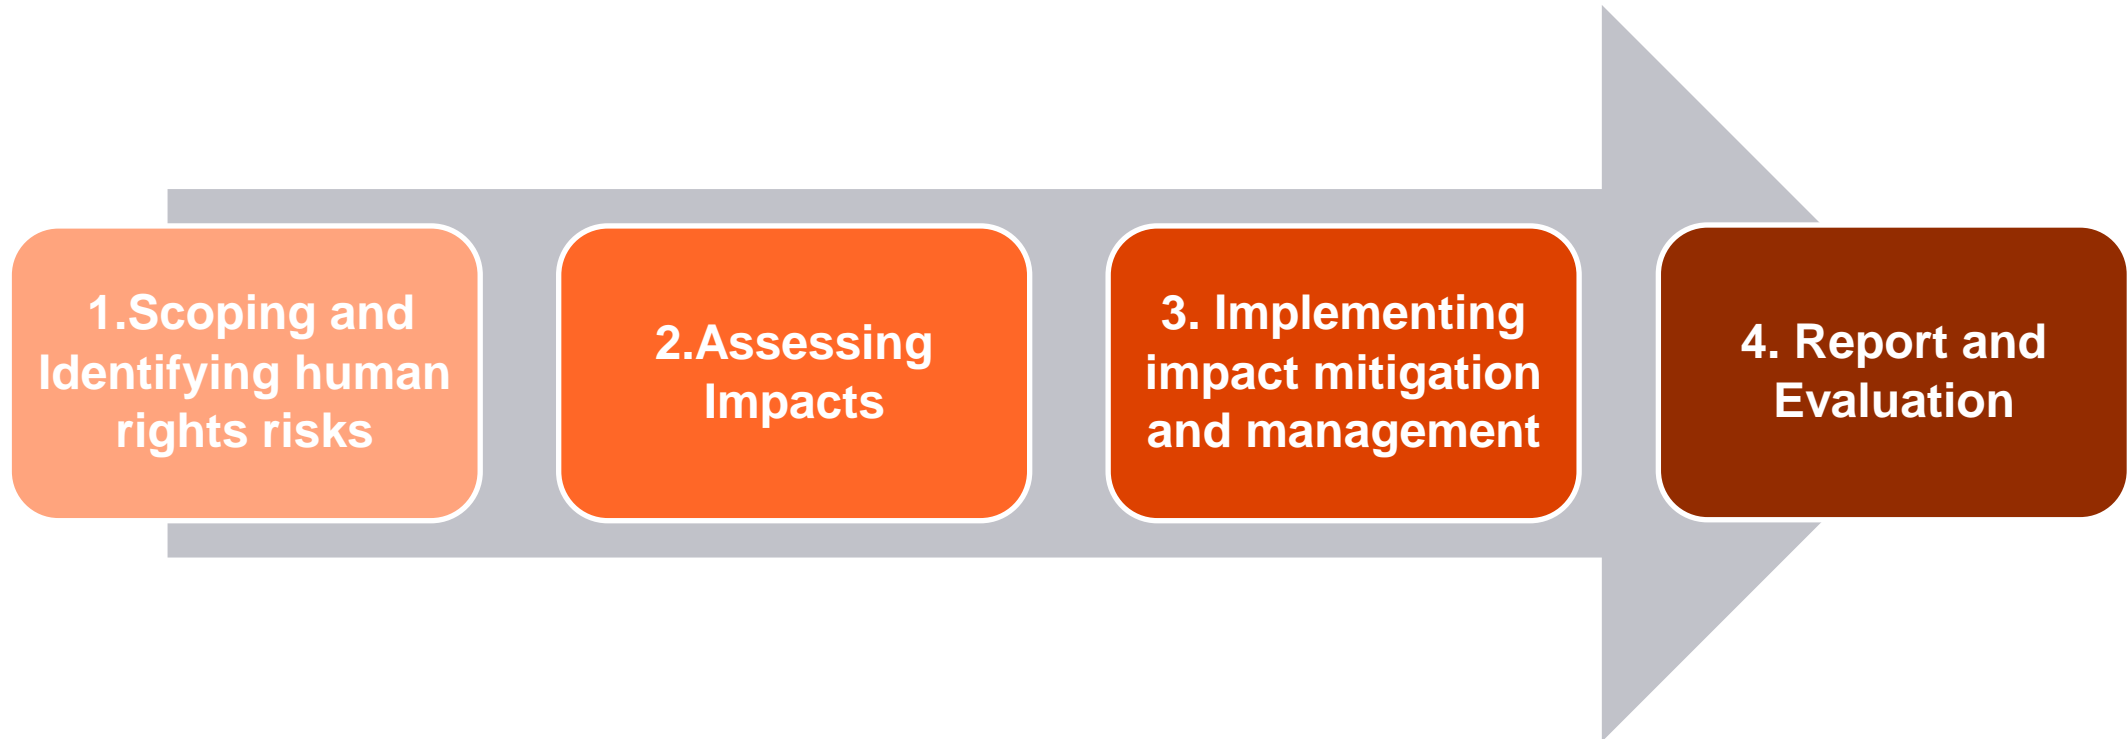 1.Scoping and
Identifying human
rights risks
2.Assessing
Impacts
3. Implementing
impact mitigation
and management
4. Report and
Evaluation